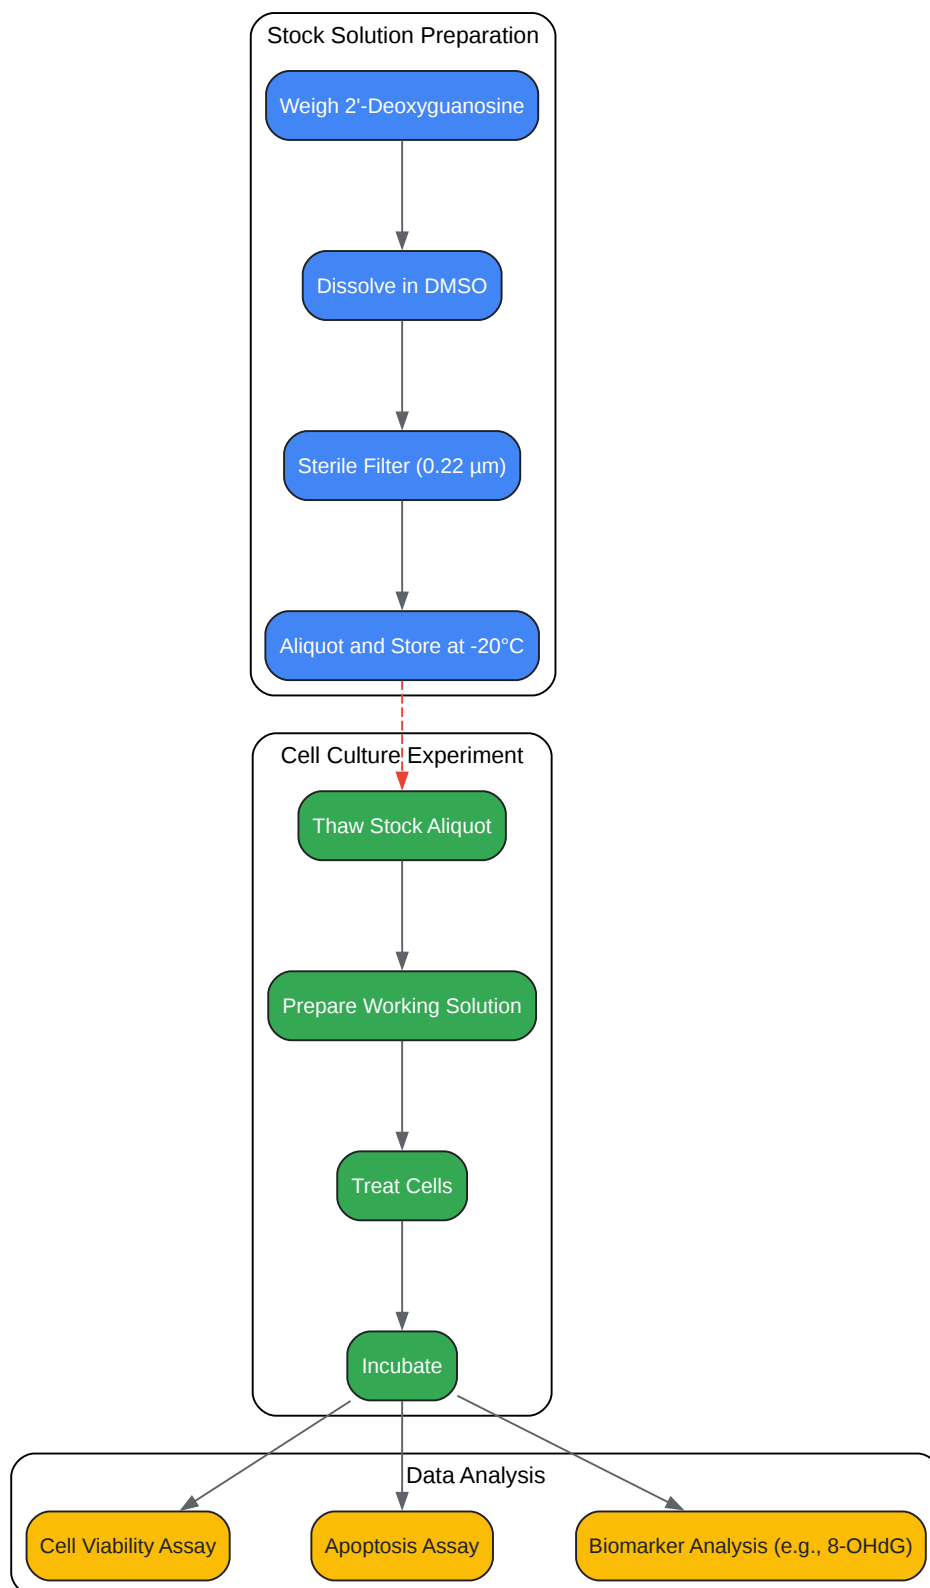 Stock Solution Preparation
Weigh 2'-Deoxyguanosine
Dissolve in DMSO
Sterile Filter (0.22 µm)
Aliquot and Store at -20°C
Cell Culture Experiment
Thaw Stock Aliquot
Prepare Working Solution
Treat Cells
Incubate
Data Analysis
Cell Viability Assay
Apoptosis Assay
Biomarker Analysis (e.g., 8-OHdG)